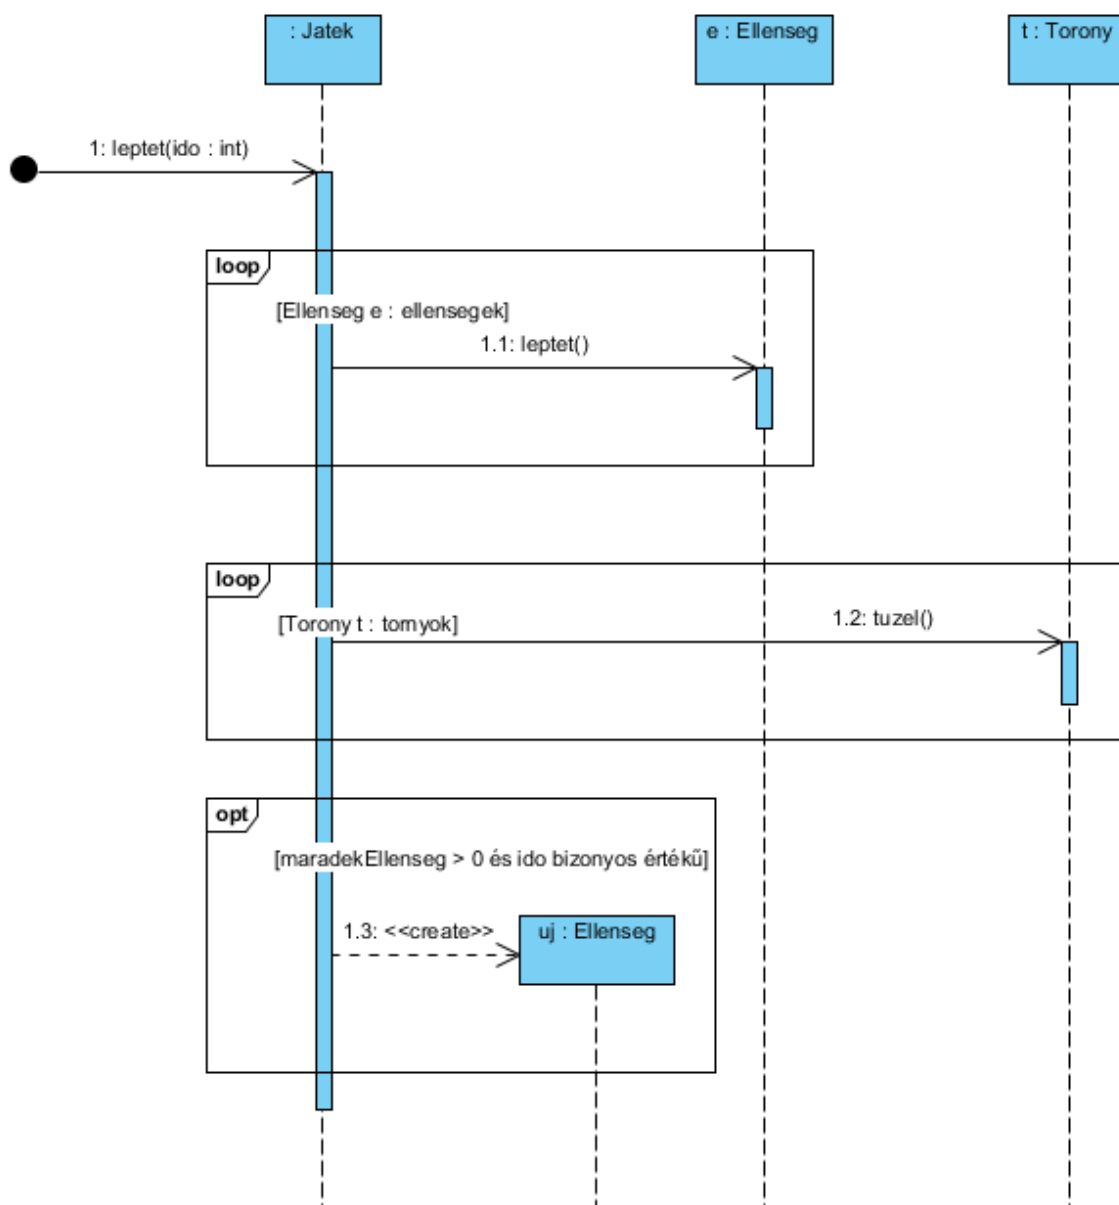 : Jatek
e : Ellenseg
t : Torony
1: leptet(ido : int)
loop
[Ellenseg e : ellensegek]
1.1: leptet()
loop
[Torony t : tornyok]
1.2: tuzel()
opt
[maradekEllenseg > 0 és ido bizonyos értékű]
1.3: <<create>>
uj : Ellenseg